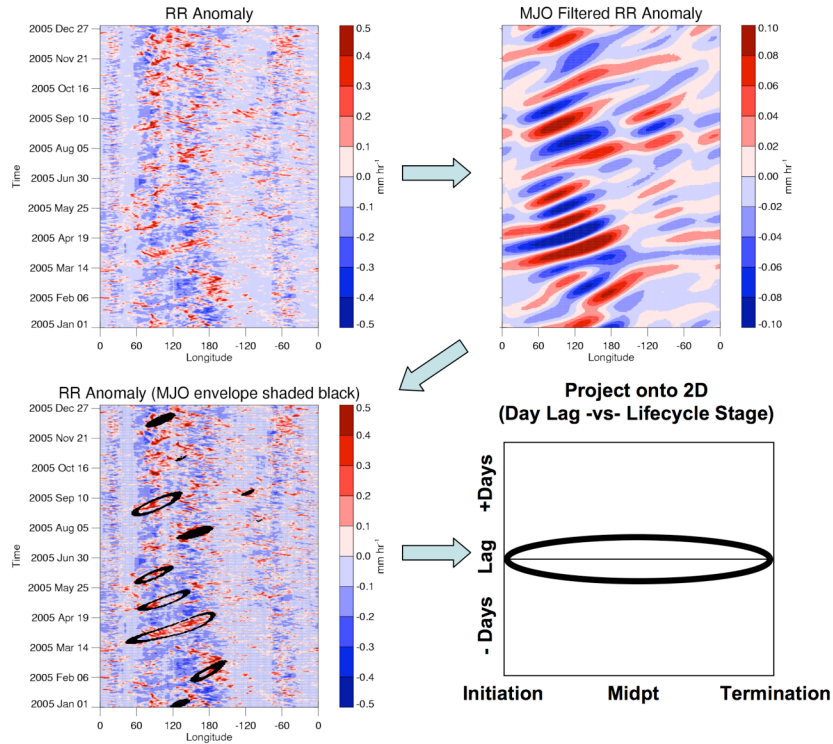 RR Anomaly
2005 Dec 27
2005 Nov 21
2005 Oct 16
2005 Sep 10
2005 Aug 05
2005 Jun 30
2005 May 25
2005 Apr 19
2005 Mar 14
2005 Feb 06
2005 Jan 01
Time
0 60 120 180 -120 -60 0
Longitude
0.5
0.4
0.3
0.2
0.1
0.0
-0.1
-0.2
-0.3
-0.4
-0.5
mm hr⁻¹
MJO Filtered RR Anomaly
0 60 120 180 -120 -60 0
Longitude
0.10
0.08
0.06
0.04
0.02
0.00
-0.02
-0.04
-0.06
-0.08
-0.10
mm hr⁻¹
RR Anomaly (MJO envelope shaded black)
2005 Dec 27
2005 Nov 21
2005 Oct 16
2005 Sep 10
2005 Aug 05
2005 Jun 30
2005 May 25
2005 Apr 19
2005 Mar 14
2005 Feb 06
2005 Jan 01
Time
0 60 120 180 -120 -60 0
Longitude
0.5
0.4
0.3
0.2
0.1
0.0
-0.1
-0.2
-0.3
-0.4
-0.5
mm hr⁻¹
Project onto 2D
(Day Lag -vs- Lifecycle Stage)
- Days Lag +Days
Initiation Midpt Termination